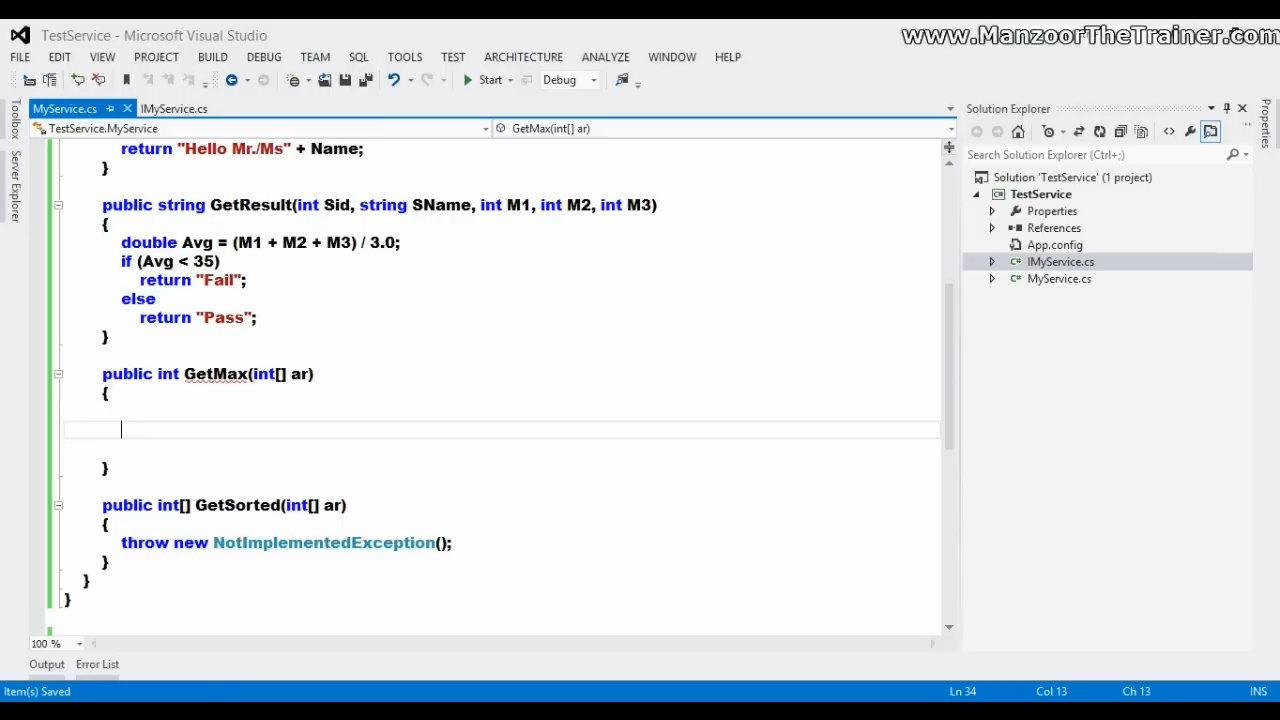 www.ManzoorTheTrainer.com
TestService - Microsoft Visual Studio
FILE EDIT VIEW PROJECT BUILD DEBUG TEAM SQL TOOLS TEST ARCHITECTURE ANALYZE WINDOW HELP
Start Debug
MyService.cs IMyService.cs
TestService.MyService GetMax(int[] ar)
return "Hello Mr./Ms" + Name;
}
public string GetResult(int Sid, string SName, int M1, int M2, int M3)
{
double Avg = (M1 + M2 + M3) / 3.0;
if (Avg < 35)
return "Fail";
else
return "Pass";
}
public int GetMax(int[] ar)
{
}
public int[] GetSorted(int[] ar)
{
throw new NotImplementedException();
}
}
}
100 %
Output Error List
Item(s) Saved Ln 34 Col 13 Ch 13 INS
Toolbox
Server Explorer
Solution Explorer
Search Solution Explorer (Ctrl+;)
Solution 'TestService' (1 project)
TestService
Properties
References
App.config
IMyService.cs
MyService.cs
Properties